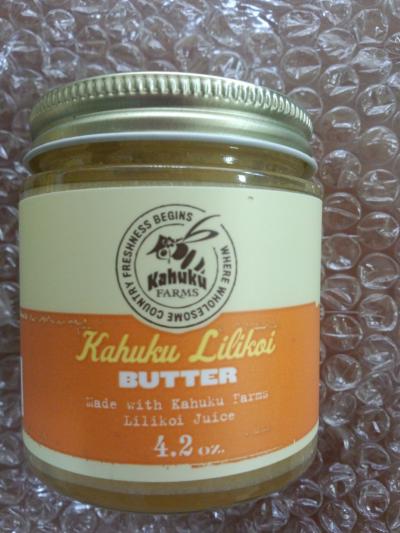 WHERE WHOLESOME COUNTRY FRESHNESS BEGINS
Kahuku
FARMS
Kahuku Lilikoi
BUTTER
Made with Kahuku Farms
Lilikoi Juice
4.2 oz.